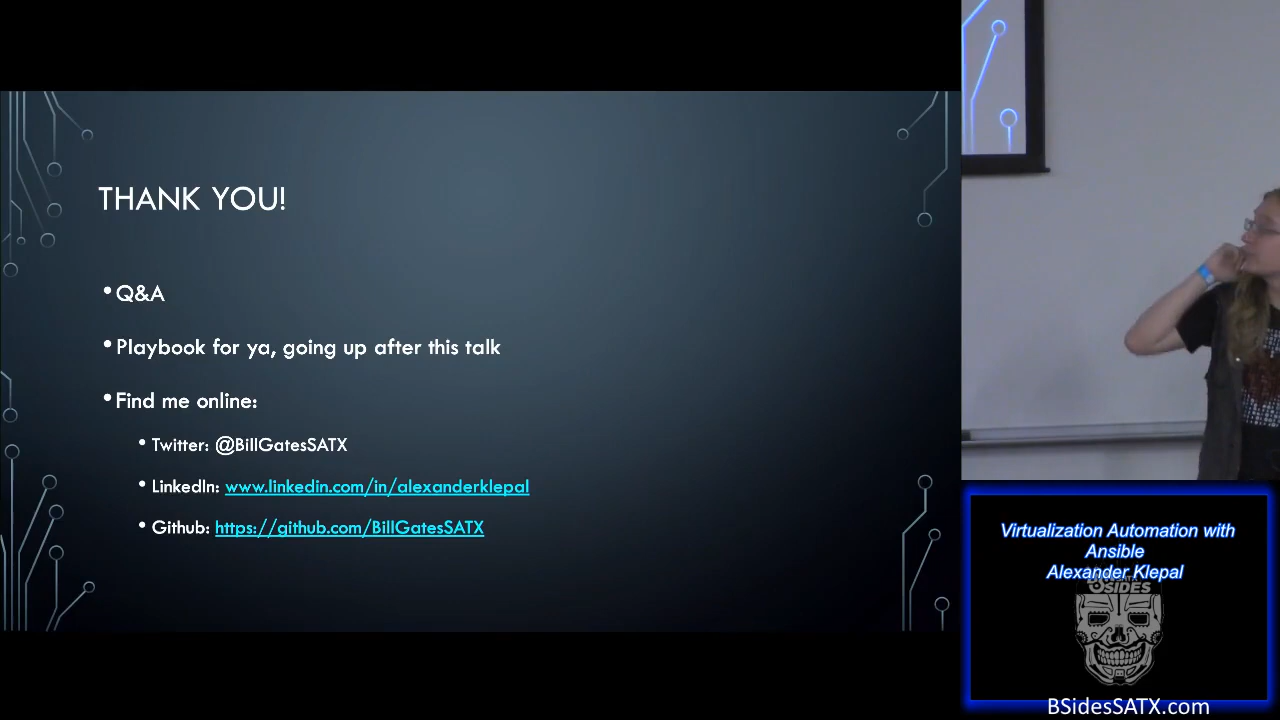 THANK YOU!
•Q&A
•Playbook for ya, going up after this talk
•Find me online:
• Twitter: @BillGatesSATX
• LinkedIn: www.linkedin.com/in/alexanderklepal
• Github: https://github.com/BillGatesSATX
Virtualization Automation with
Ansible
Alexander Klepal
SIDES
BSidesSATX.com